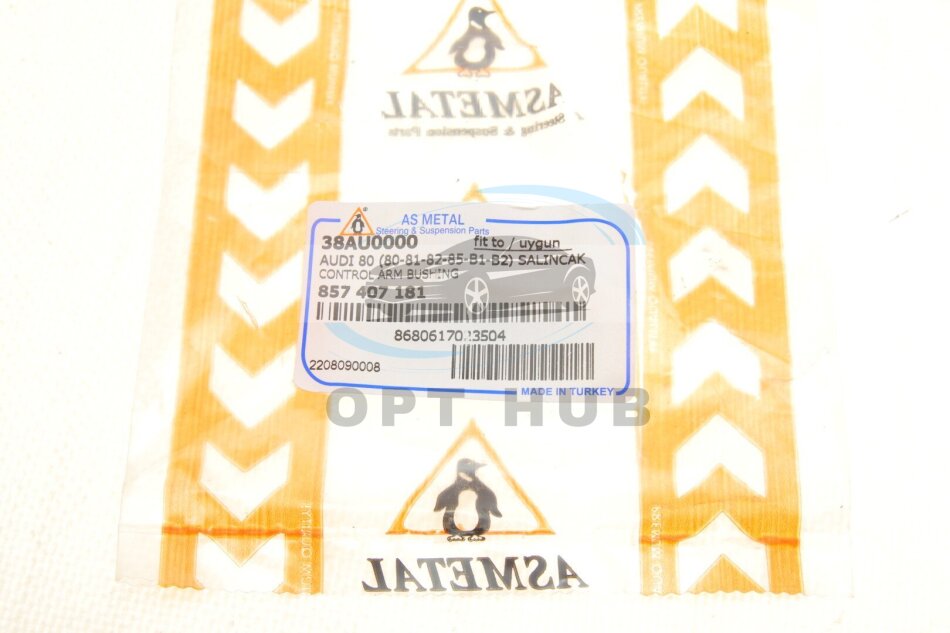 ASMETAL
Steering & Suspension Parts
AS METAL
Steering & Suspension Parts
38AU0000 fit to / uygun
AUDI 80 (80-81-82-85-B1-B2) SALINCAK
CONTROL ARM BUSHING
857 407 181
2208090008
MADE IN TURKEY
OPT HUB
ASMETAL